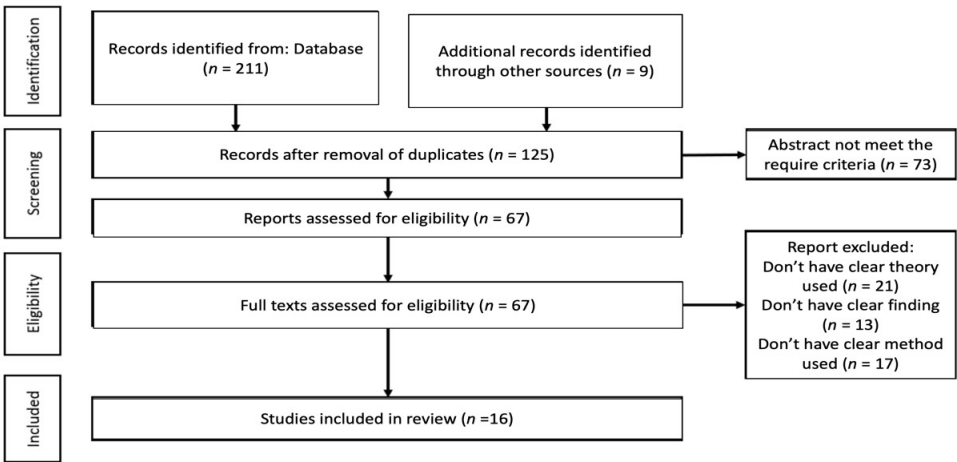 Identification
Records identified from: Database
(n = 211)
Additional records identified
through other sources (n = 9)
Screening
Records after removal of duplicates (n = 125)
Abstract not meet the
require criteria (n = 73)
Reports assessed for eligibility (n = 67)
Eligibility
Full texts assessed for eligibility (n = 67)
Report excluded:
Don't have clear theory
used (n = 21)
Don't have clear finding
(n = 13)
Don't have clear method
used (n = 17)
Included
Studies included in review (n =16)